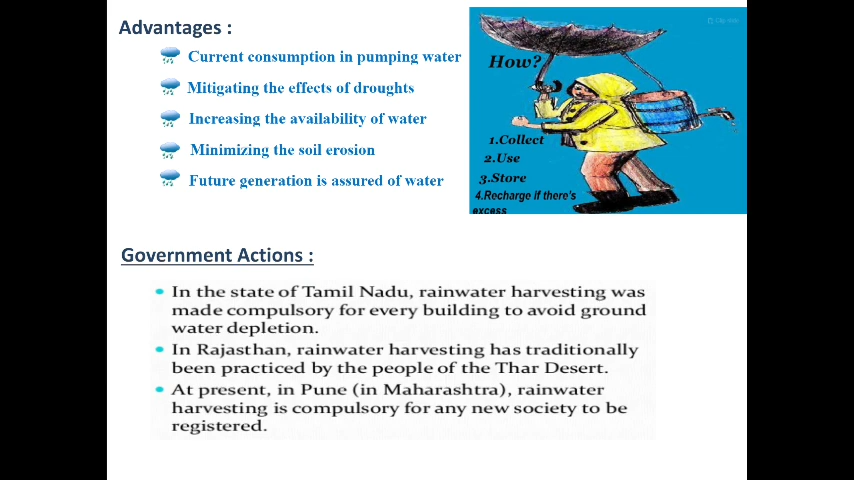 Advantages :
Current consumption in pumping water
Mitigating the effects of droughts
Increasing the availability of water
Minimizing the soil erosion
Future generation is assured of water
How?
1.Collect
2.Use
3.Store
4.Recharge if there's
excess
Government Actions :
In the state of Tamil Nadu, rainwater harvesting was
made compulsory for every building to avoid ground
water depletion.
In Rajasthan, rainwater harvesting has traditionally
been practiced by the people of the Thar Desert.
At present, in Pune (in Maharashtra), rainwater
harvesting is compulsory for any new society to be
registered.